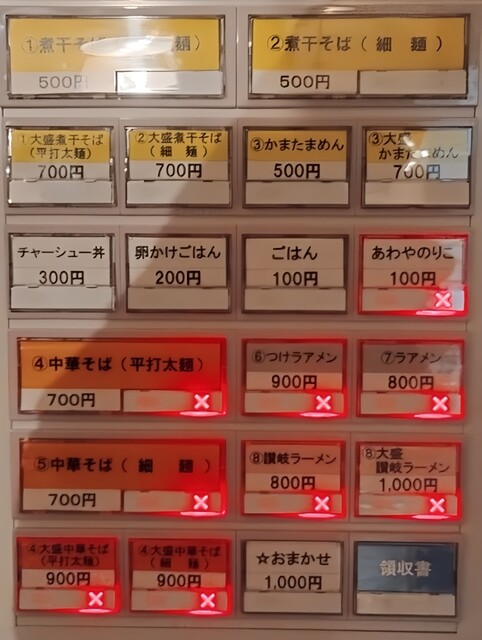 ①煮干そば 麺）
500円
②煮干そば（細 麺）
500円
①大盛煮干そば
（平打太麺）
700円
②大盛煮干そば
（細 麺）
700円
③かまたまめん
500円
③大盛
かまたまめん
700円
チャーシュー丼
300円
卵かけごはん
200円
ごはん
100円
あわやのりこ
100円
×
④中華そば（平打太麺）
700円
×
⑥つけラアメン
900円
×
⑦ラアメン
800円
×
⑤中華そば（細 麺）
700円
×
⑧讃岐ラーメン
800円
×
⑧大盛
讃岐ラーメン
1,000円
×
④大盛中華そば
（平打太麺）
900円
×
④大盛中華そば
（細 麺）
900円
×
☆おまかせ
1,000円
領収書